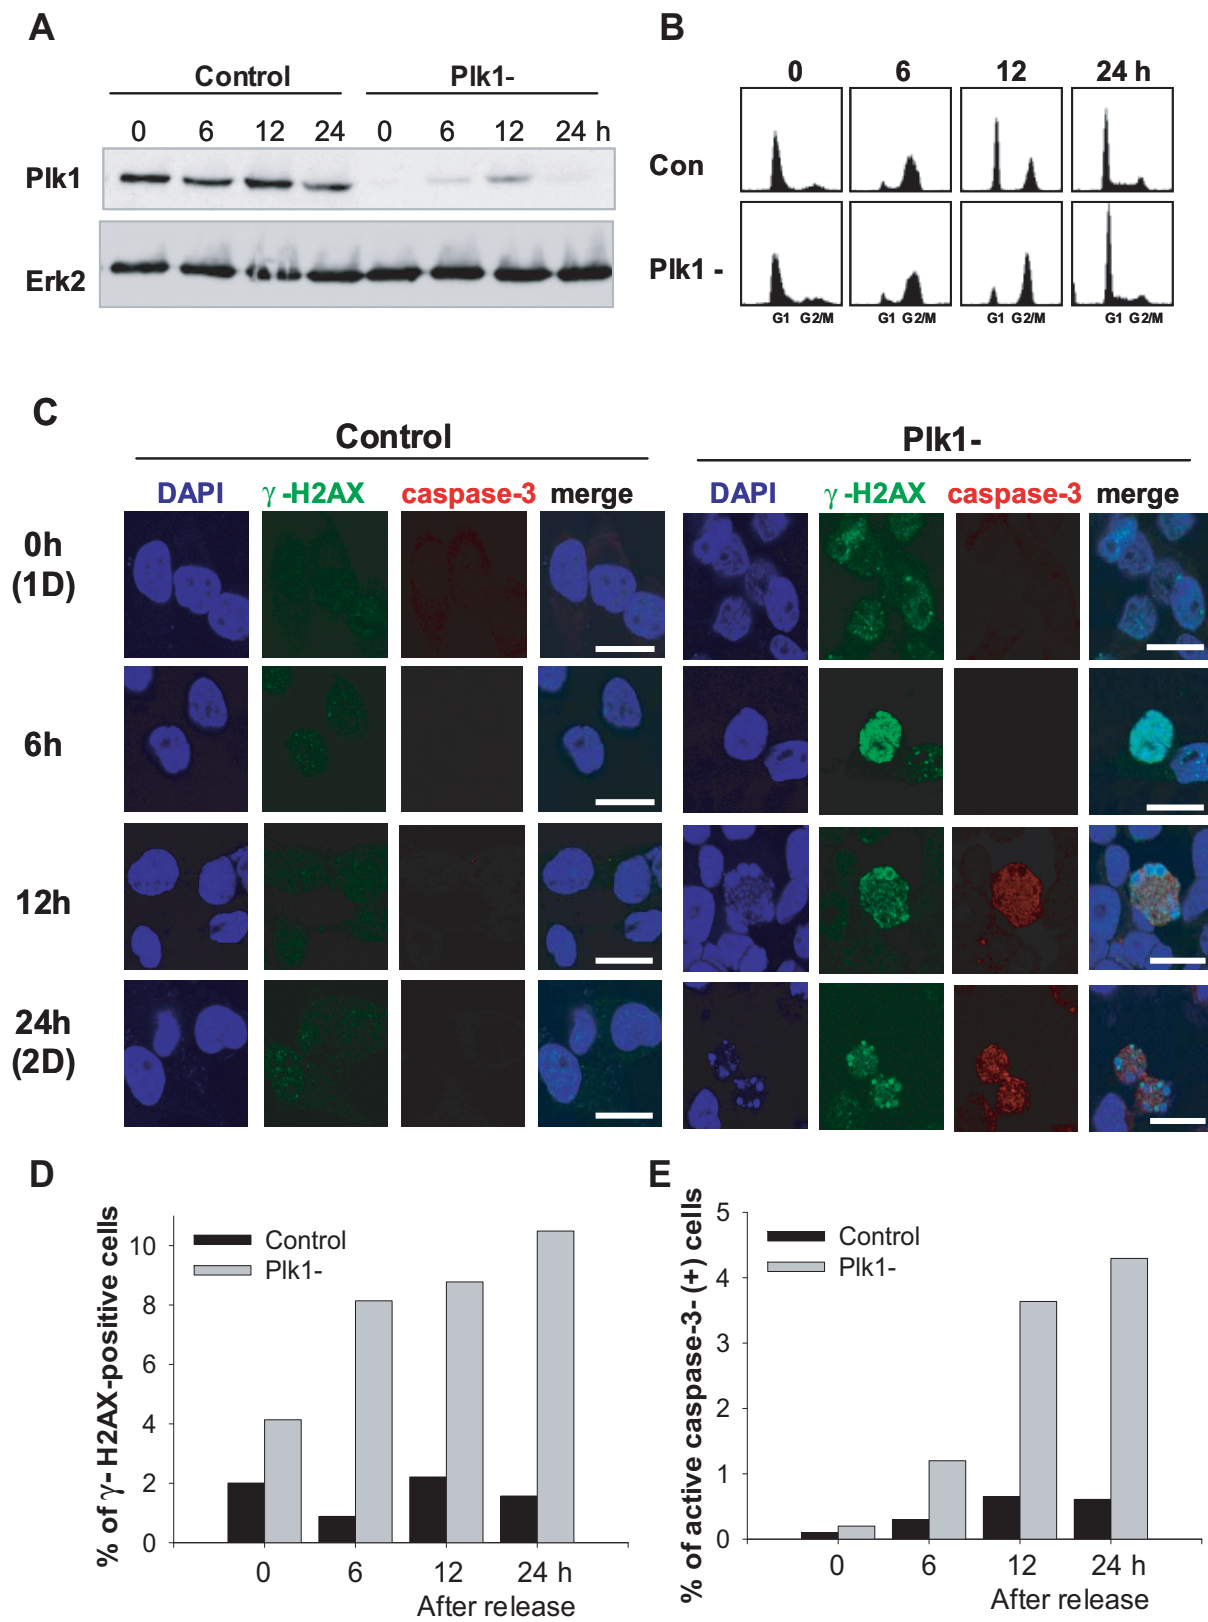 A
Control Plk1-
0 6 12 24 0 6 12 24 h
Plk1
Erk2
B
0 6 12 24 h
Con
Plk1 -
G1 G2/M G1 G2/M G1 G2/M G1 G2/M
C
Control Plk1-
DAPI γ-H2AX caspase-3 merge DAPI γ-H2AX caspase-3 merge
0h
(1D)
6h
12h
24h
(2D)
D
% of γ-H2AX-positive cells
10
8
6
4
2
0
Control
Plk1-
0 6 12 24 h
After release
E
% of active caspase-3- (+) cells
5
4
3
2
1
0
Control
Plk1-
0 6 12 24 h
After release